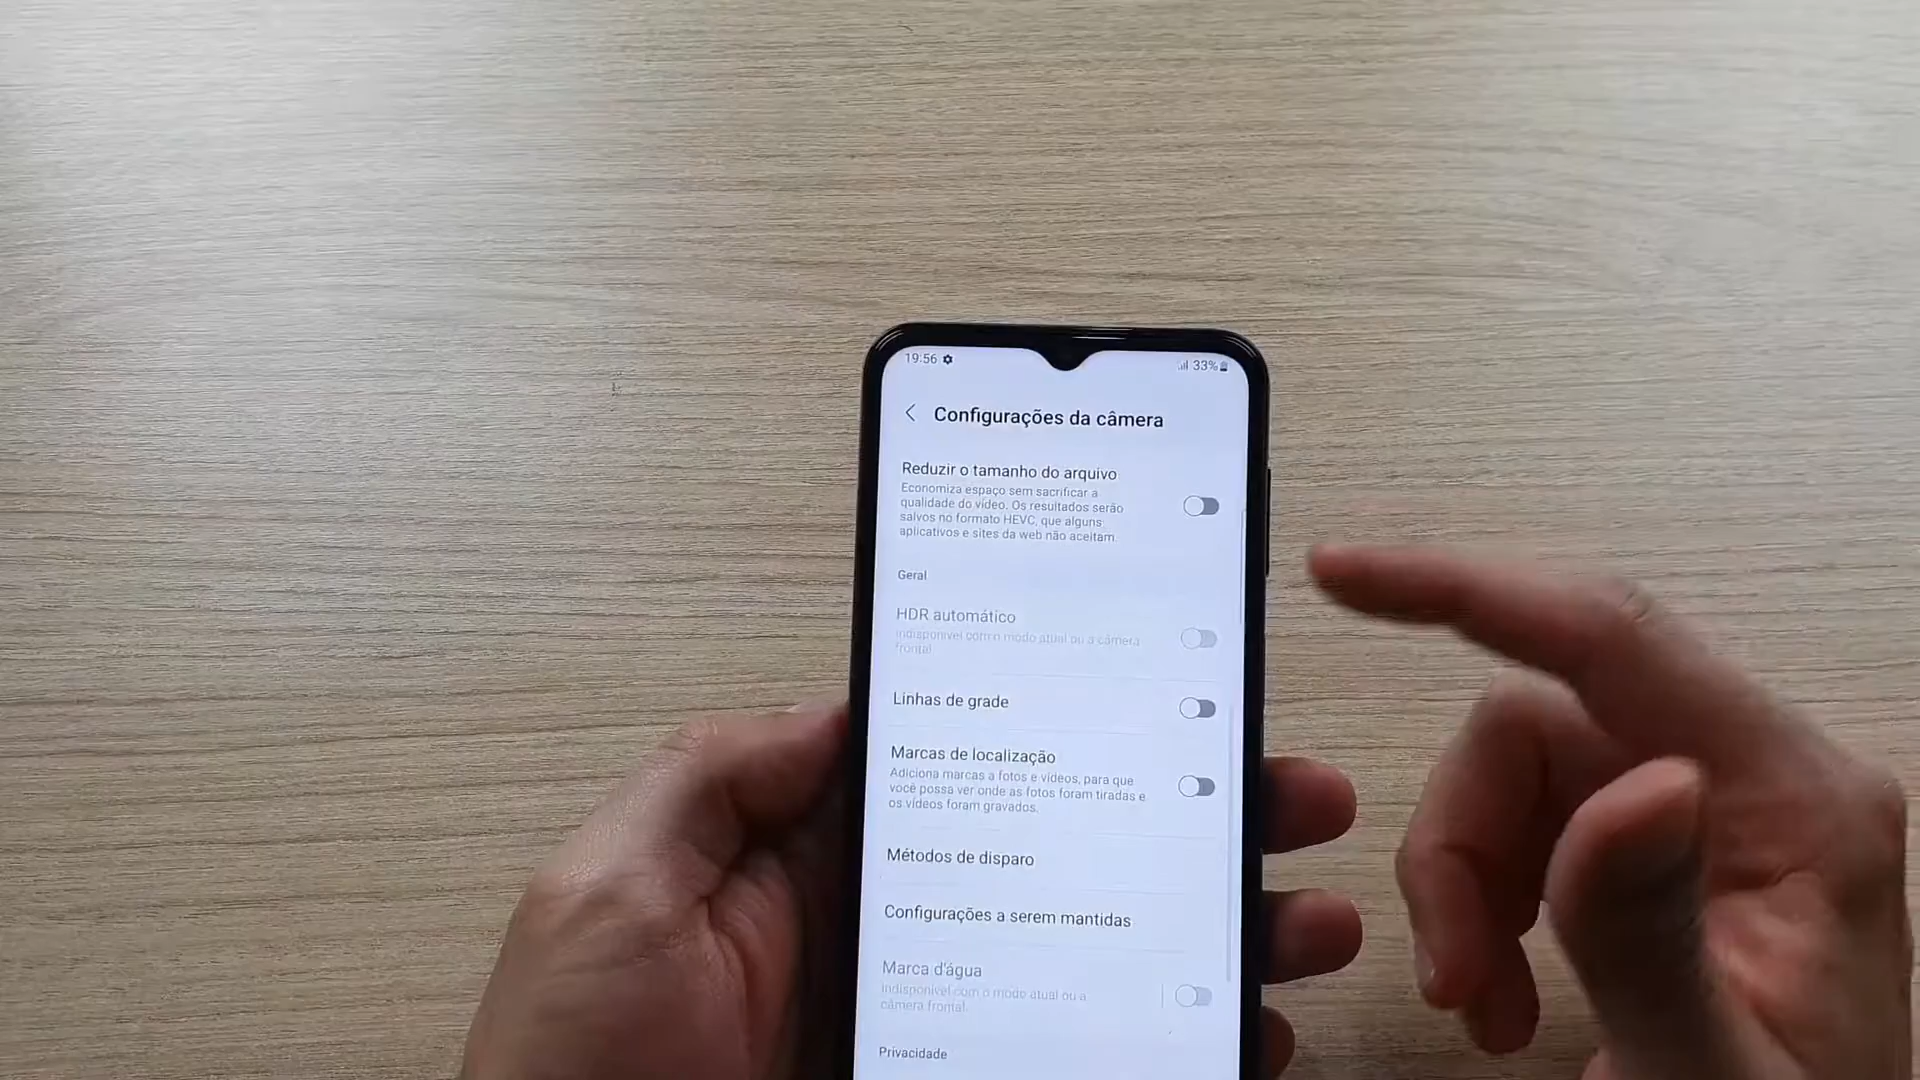 19:56
33%
Configurações da câmera
Reduzir o tamanho do arquivo
Economiza espaço sem sacrificar a
qualidade do vídeo. Os resultados serão
salvos no formato HEVC, que alguns
aplicativos e sites da web não aceitam.
Geral
HDR automático
Indisponível com o modo atual ou a câmera
frontal.
Linhas de grade
Marcas de localização
Adiciona marcas a fotos e vídeos, para que
você possa ver onde as fotos foram tiradas e
os vídeos foram gravados.
Métodos de disparo
Configurações a serem mantidas
Marca d'água
Indisponível com o modo atual ou a
câmera frontal.
Privacidade